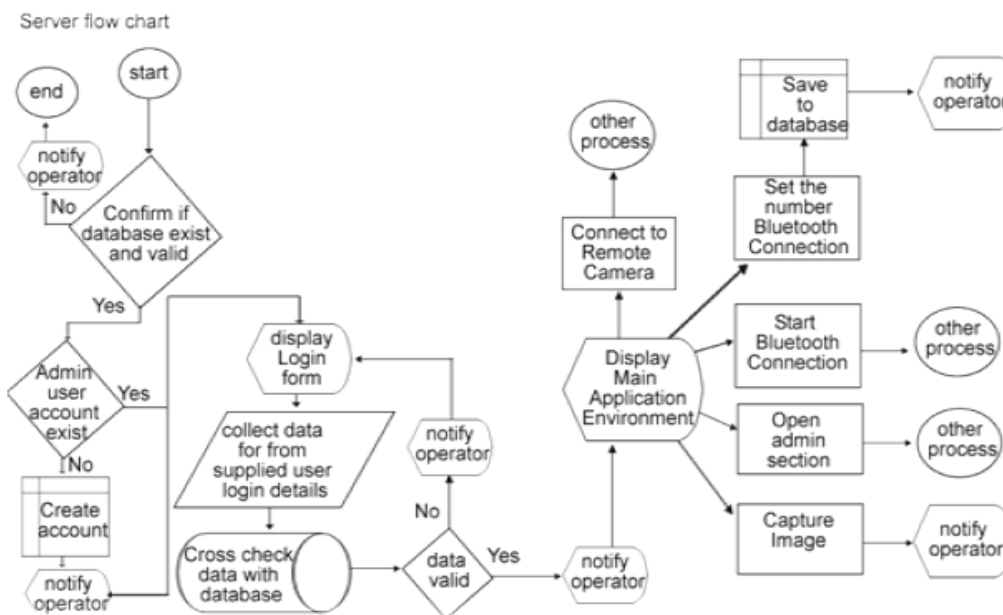 Server flow chart
start
end
notify
operator
No
Confirm if
database exist
and valid
Yes
Admin
user
account
exist
Yes
No
Create
account
notify
operator
display
Login
form
collect data
for from
supplied user
login details
Cross check
data with
database
data
valid
No
notify
operator
Yes
notify
operator
Display
Main
Application
Environment
Connect to
Remote
Camera
other
process
Set the
number
Bluetooth
Connection
Save
to
database
notify
operator
Start
Bluetooth
Connection
other
process
Open
admin
section
other
process
Capture
Image
notify
operator